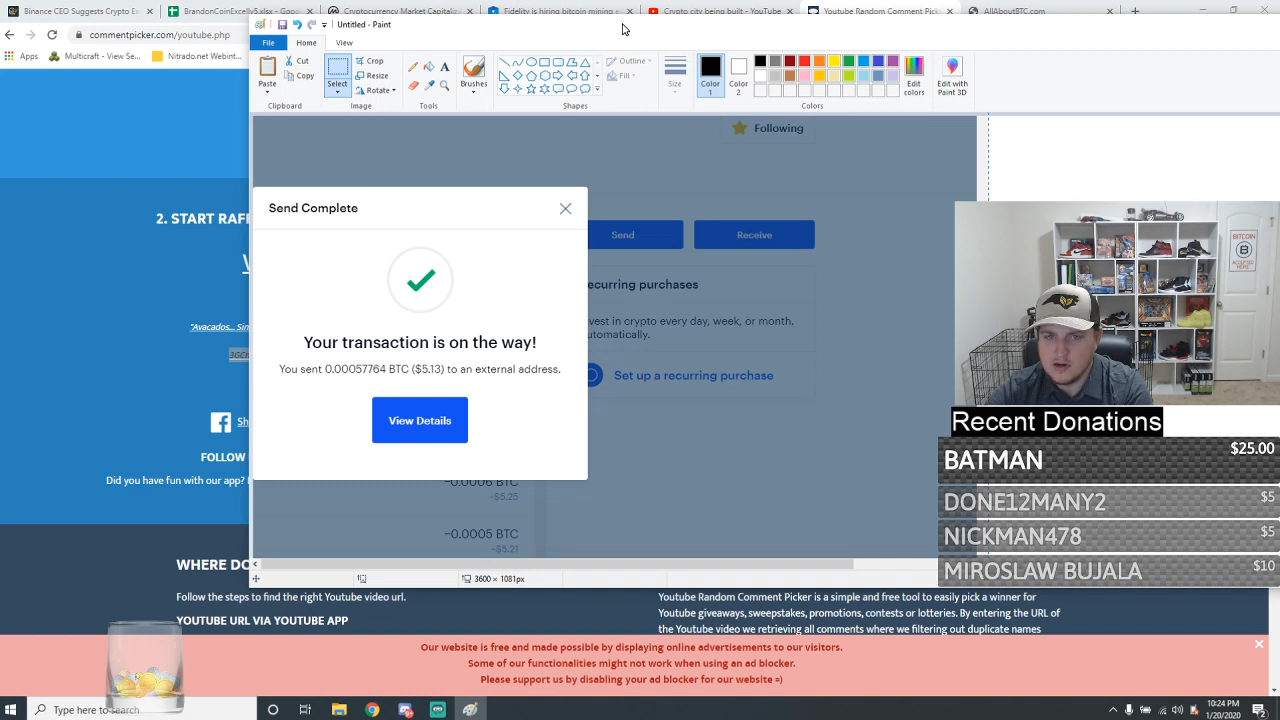 Binance CEO Suggests Crypto E
BrandonCoinExcelv5.xlsx - Go
Cryptocurrency Market Capital
Fidelity is hiring bitcoin mining e
Crypto city being built - YouTube
Youtube Random Comment Picker
AllAboutBTC.com
commentpicker.com/youtube.php
Apps
Multicraft - View Se...
Nitrado.net Webint...
Untitled - Paint
File
Home
View
Paste
Cut
Copy
Clipboard
Select
Crop
Resize
Rotate
Image
Tools
Brushes
Shapes
Outline
Fill
Size
Color 1
Color 2
Edit colors
Colors
Edit with Paint 3D
2. START RAFF
3GC
Sh
FOLLOW
Did you have fun with our app?
WHERE DO
Follow the steps to find the right Youtube video url.
YOUTUBE URL VIA YOUTUBE APP
Following
Send Complete
Your transaction is on the way!
You sent 0.00057764 BTC ($5.13) to an external address.
View Details
Send
Receive
ecurring purchases
vest in crypto every day, week, or month.
utomatically.
Set up a recurring purchase
−0.0006 BTC
−$5.25
−0.0005 BTC
−$5.21
3600 × 1081px
BITCOIN
B
ACCEPTED
HERE
Recent Donations
BATMAN $25.00
DONE12MANY2 $5
NICKMAN478 $5
MIROSLAW BUJALA $10
Youtube Random Comment Picker is a simple and free tool to easily pick a winner for
Youtube giveaways, sweepstakes, promotions, contests or lotteries. By entering the URL of
the Youtube video we retrieving all comments where we filtering out duplicate names
Our website is free and made possible by displaying online advertisements to our visitors.
Some of our functionalities might not work when using an ad blocker.
Please support us by disabling your ad blocker for our website =)
Type here to search
10:24 PM
1/20/2020